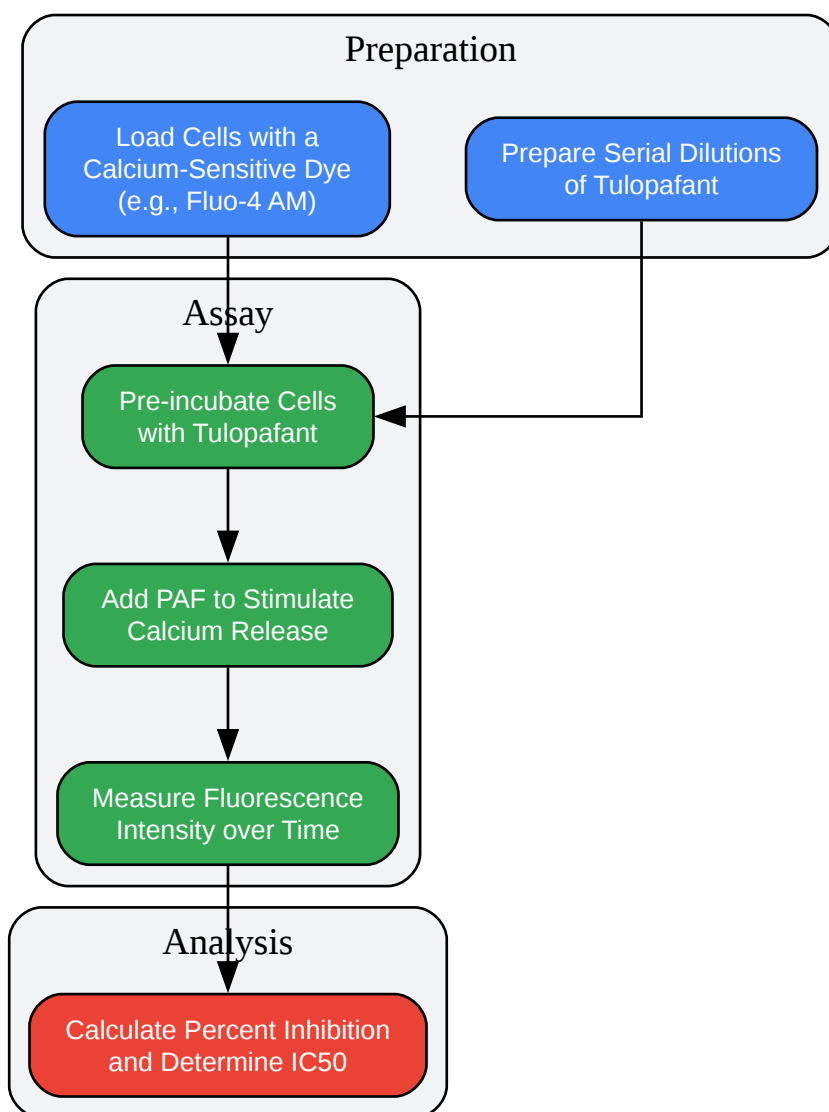 Preparation
Load Cells with a
Calcium-Sensitive Dye
(e.g., Fluo-4 AM)
Prepare Serial Dilutions
of Tulopafant
Assay
Pre-incubate Cells
with Tulopafant
Add PAF to Stimulate
Calcium Release
Measure Fluorescence
Intensity over Time
Analysis
Calculate Percent Inhibition
and Determine IC50